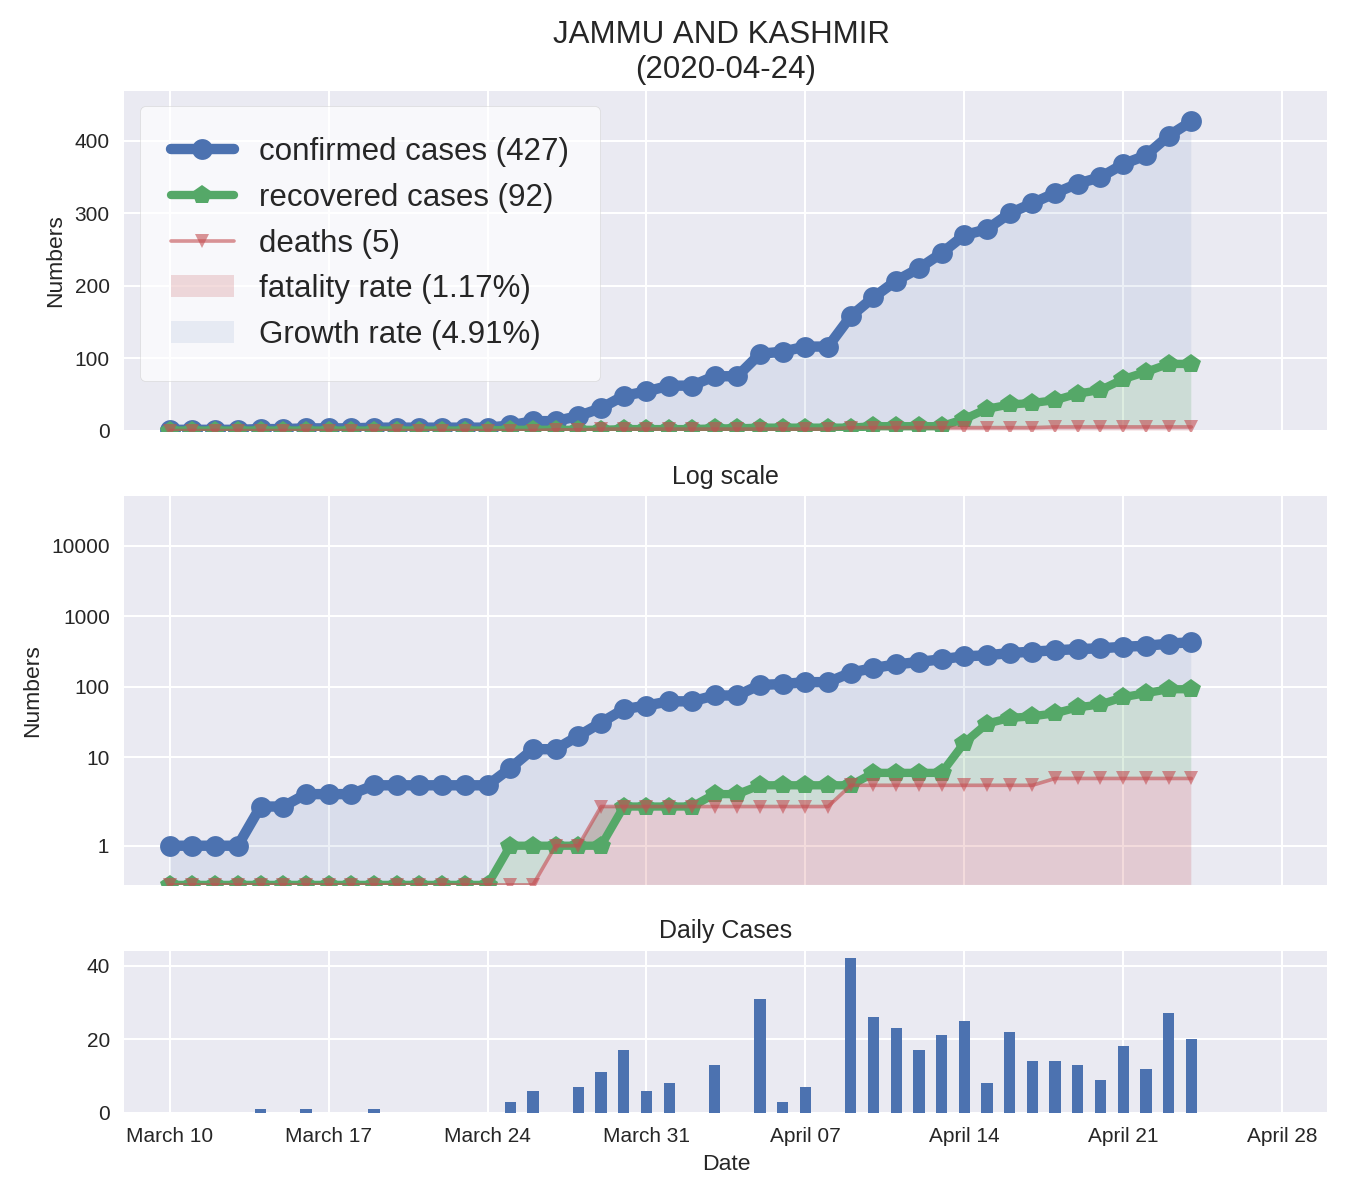 JAMMU AND KASHMIR
(2020-04-24)
confirmed cases (427)
recovered cases (92)
deaths (5)
fatality rate (1.17%)
Growth rate (4.91%)
Numbers
400
300
200
100
0
Log scale
Numbers
10000
1000
100
10
1
Daily Cases
40
20
0
March 10
March 17
March 24
March 31
April 07
April 14
April 21
April 28
Date